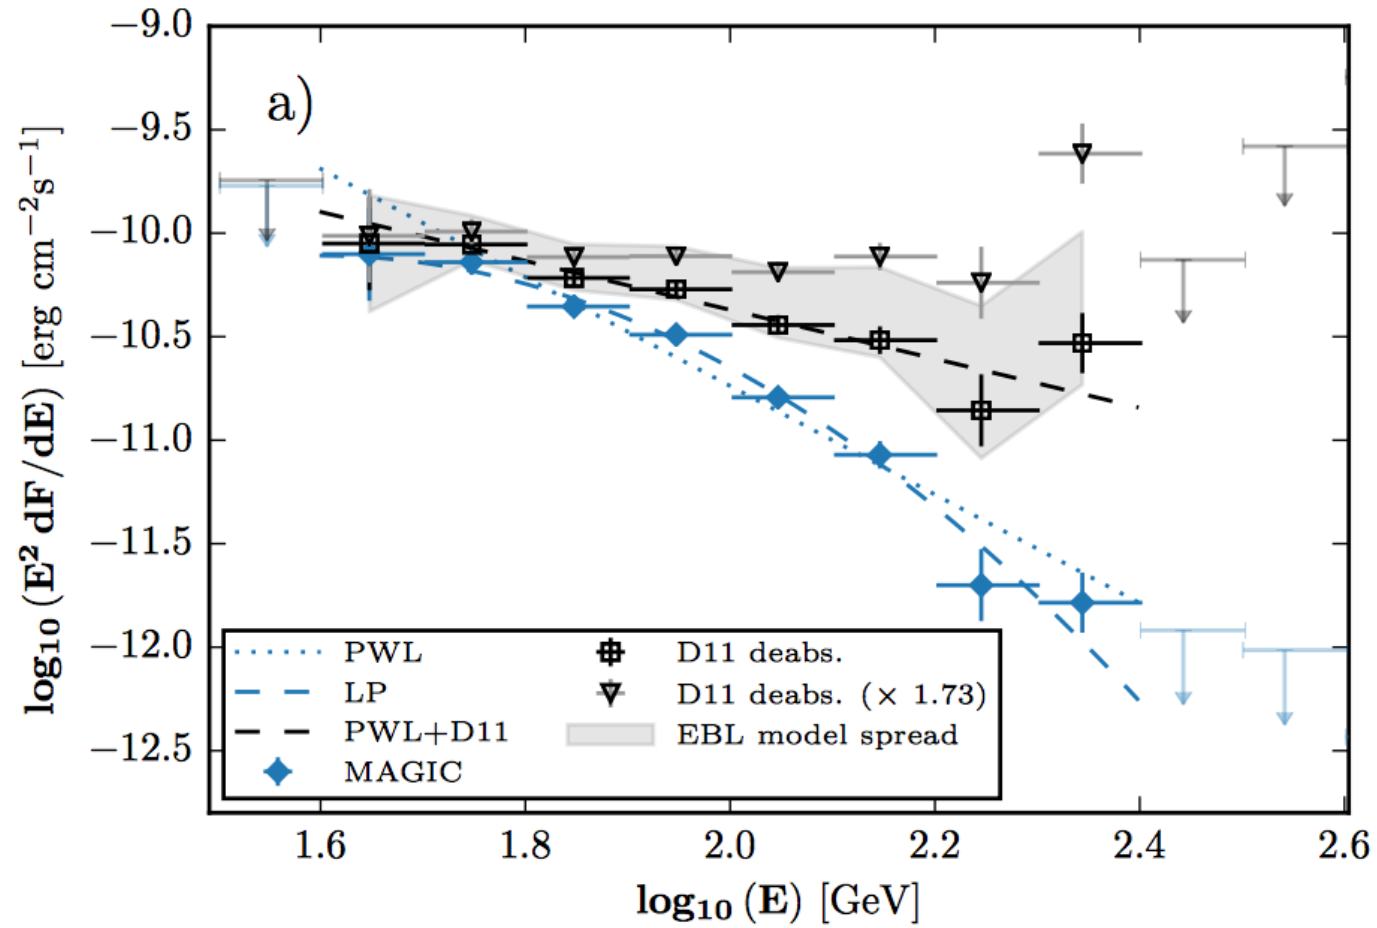 a)
−9.0
−9.5
−10.0
−10.5
−11.0
−11.5
−12.0
−12.5
log₁₀ (E² dF/dE) [erg cm⁻²s⁻¹]
PWL
LP
PWL+D11
MAGIC
D11 deabs.
D11 deabs. (× 1.73)
EBL model spread
1.6 1.8 2.0 2.2 2.4 2.6
log₁₀ (E) [GeV]